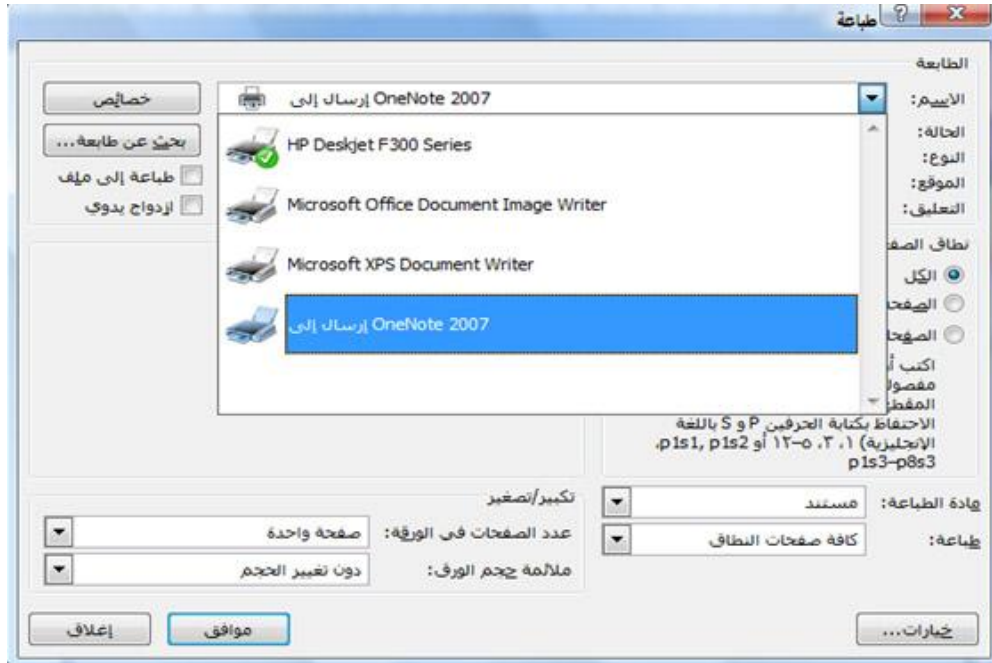 طباعة
الطابعة
الاسم:
إرسال إلى OneNote 2007
خصائص
HP Deskjet F300 Series
Microsoft Office Document Image Writer
Microsoft XPS Document Writer
إرسال إلى OneNote 2007
الحالة:
النوع:
الموقع:
التعليق:
بحث عن طابعة...
طباعة إلى ملف
ازدواج يدوي
نطاق
الكل
اكتب
الاحتفاظ بكتابة الحرفين P و S باللغة
الإنجليزية) ١، ٣، ٥–١٢ أو p1s1, p1s2،
p1s3–p8s3
مادة الطباعة: مستند
طباعة: كافة صفحات النطاق
تكبير/تصغير
عدد الصفحات في الورقة: صفحة واحدة
ملائمة حجم الورق: دون تغيير الحجم
خيارات...
موافق
إغلاق